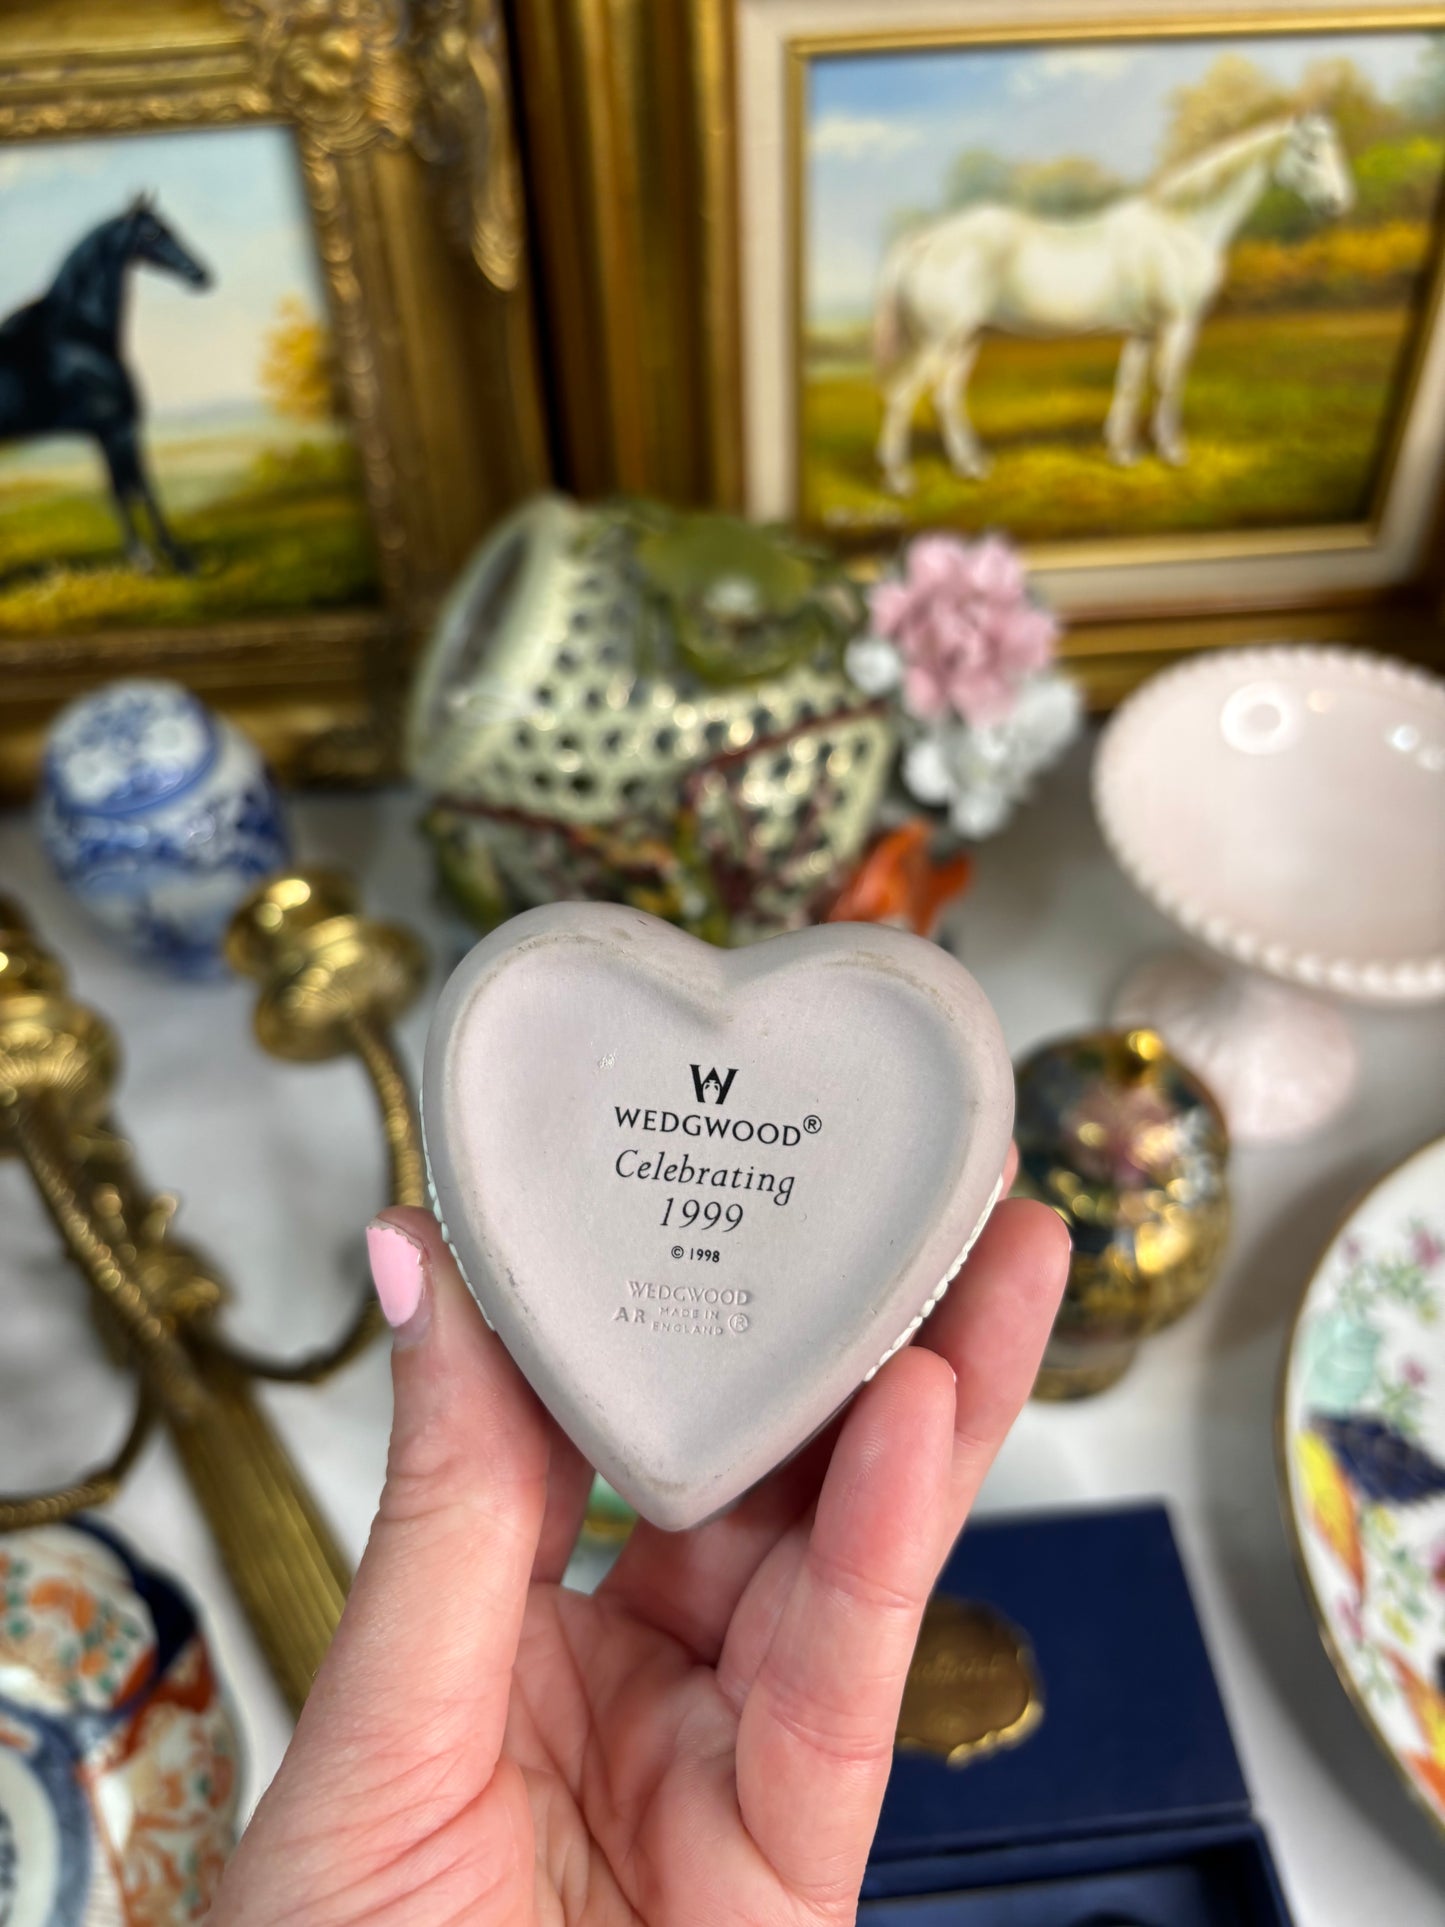 W
WEDGWOOD®
Celebrating
1999
© 1998
WEDGWOOD
AR MADE IN ENGLAND ®